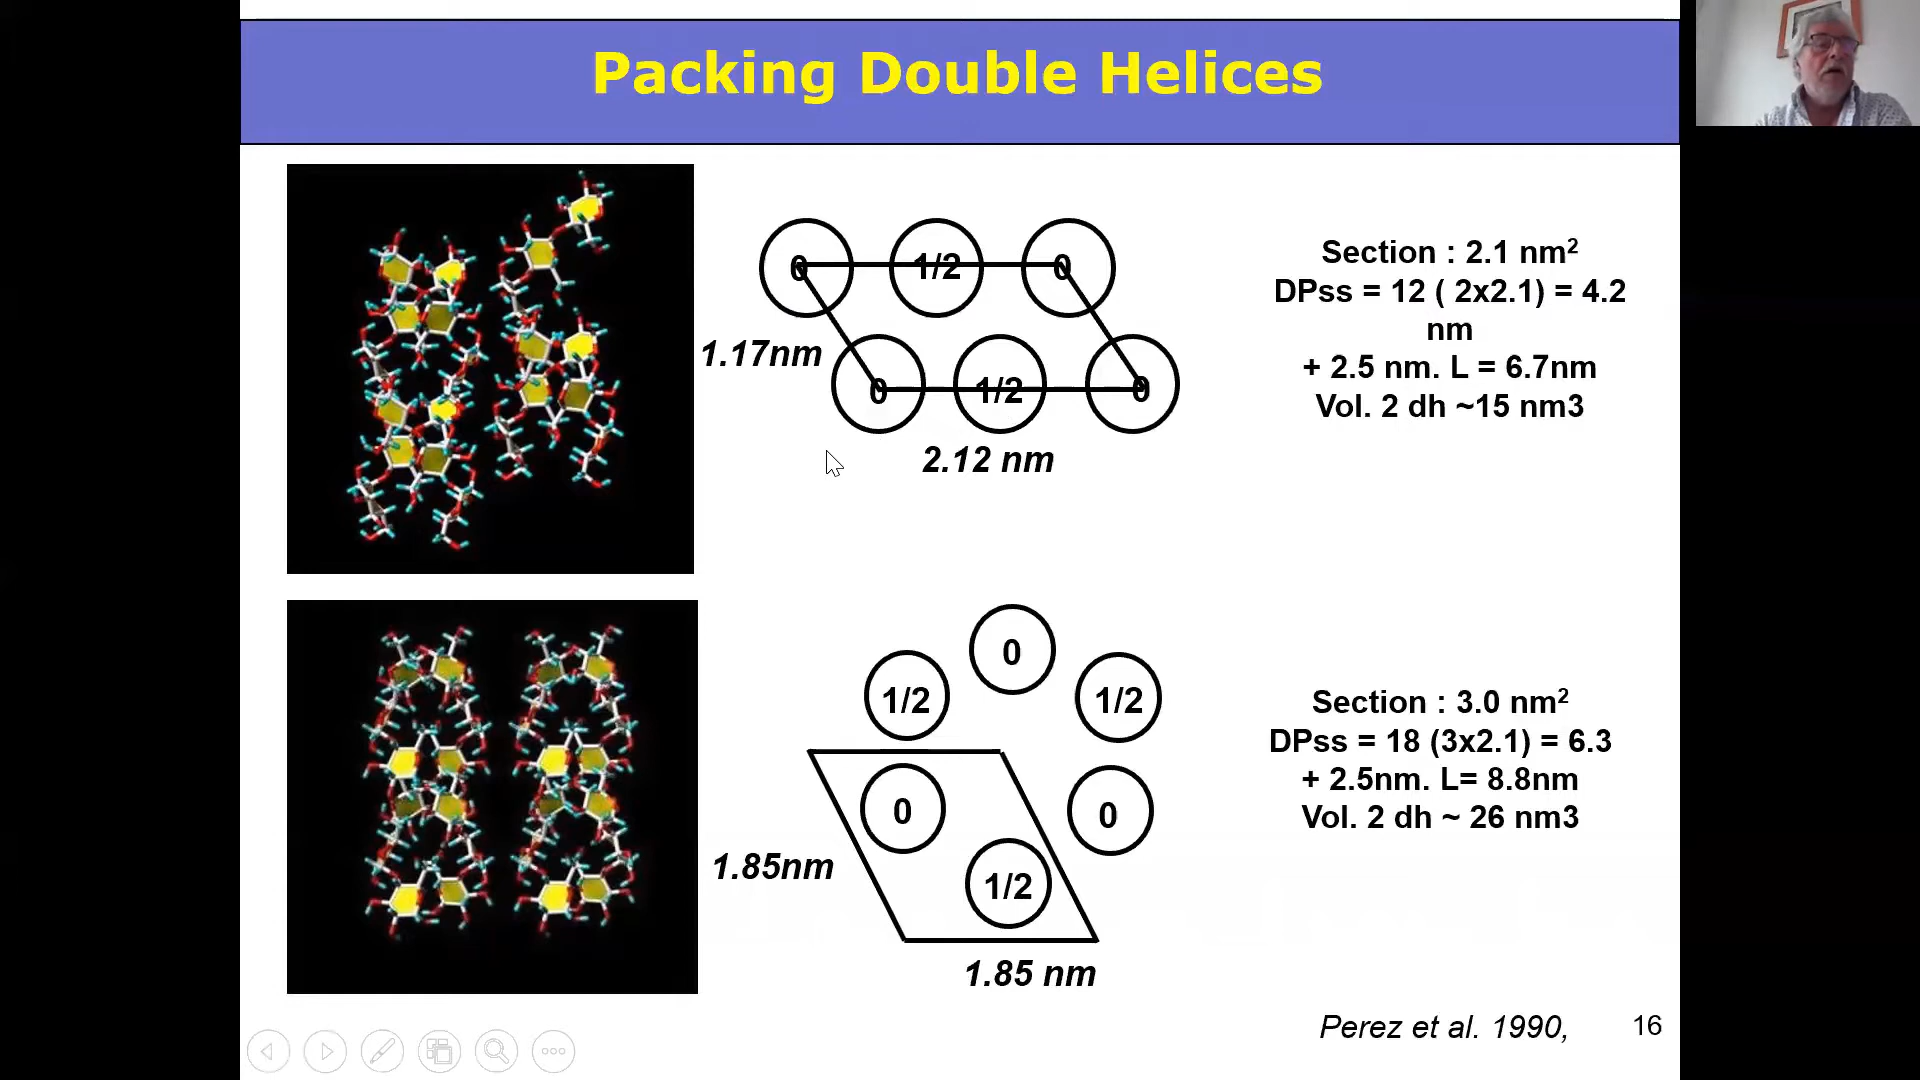 Packing Double Helices
0 1/2 0
1.17nm
0 1/2 0
2.12 nm
Section : 2.1 nm²
DPss = 12 ( 2x2.1) = 4.2
nm
+ 2.5 nm. L = 6.7nm
Vol. 2 dh ~15 nm3
0
1/2 1/2
0 0
1.85nm
1/2
1.85 nm
Section : 3.0 nm²
DPss = 18 (3x2.1) = 6.3
+ 2.5nm. L= 8.8nm
Vol. 2 dh ~ 26 nm3
Perez et al. 1990,
16